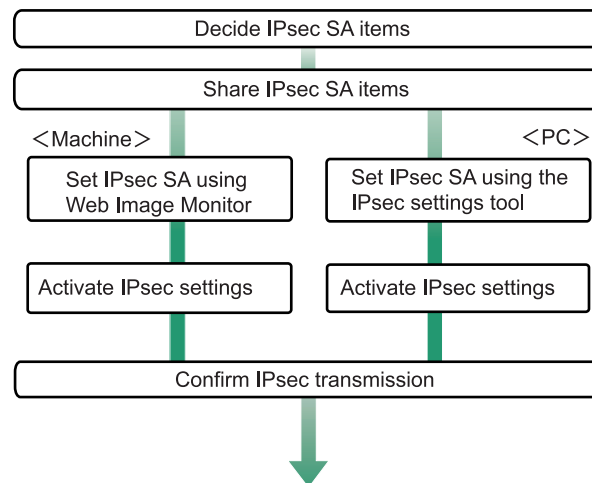 Decide IPsec SA items
Share IPsec SA items
<Machine>
<PC>
Set IPsec SA using
Web Image Monitor
Set IPsec SA using the
IPsec settings tool
Activate IPsec settings
Activate IPsec settings
Confirm IPsec transmission